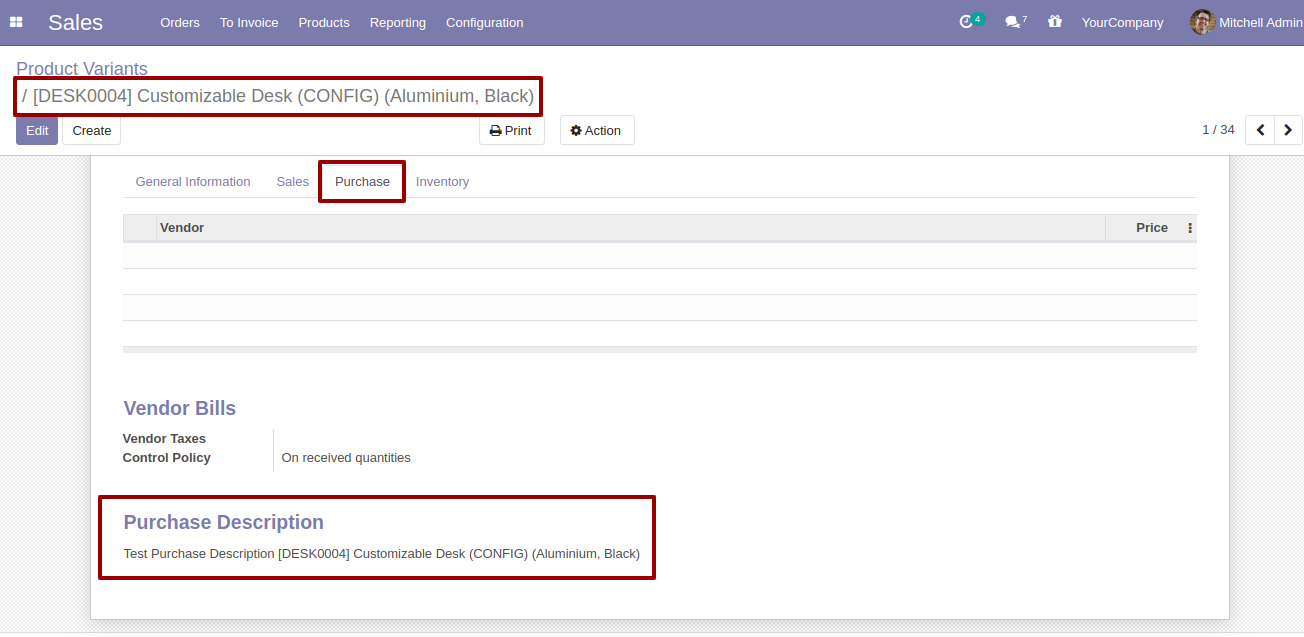 Sales Orders To Invoice Products Reporting Configuration 4 7 YourCompany Mitchell Admin
Product Variants
/ [DESK0004] Customizable Desk (CONFIG) (Aluminium, Black)
Edit Create Print Action 1 / 34
General Information Sales Purchase Inventory
Vendor Price
Vendor Bills
Vendor Taxes
Control Policy On received quantities
Purchase Description
Test Purchase Description [DESK0004] Customizable Desk (CONFIG) (Aluminium, Black)